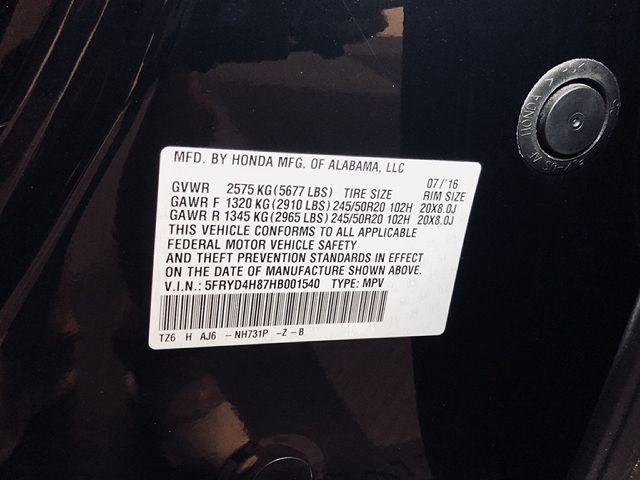 MFD. BY HONDA MFG. OF ALABAMA, LLC
07/'16
GVWR 2575 KG (5677 LBS) TIRE SIZE RIM SIZE
GAWR F 1320 KG (2910 LBS) 245/50R20 102H 20X8.0J
GAWR R 1345 KG (2965 LBS) 245/50R20 102H 20X8.0J
THIS VEHICLE CONFORMS TO ALL APPLICABLE
FEDERAL MOTOR VEHICLE SAFETY
AND THEFT PREVENTION STANDARDS IN EFFECT
ON THE DATE OF MANUFACTURE SHOWN ABOVE.
V.I.N.: 5FRYD4H87HB001540 TYPE: MPV
TZ6 H AJ6 -NH731P -Z-B
HONDA